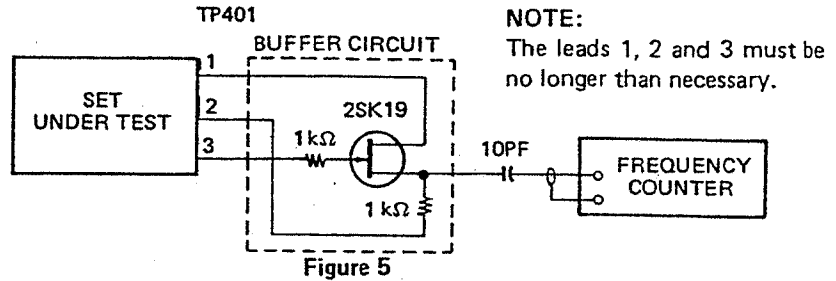 TP401
NOTE:
The leads 1, 2 and 3 must be
no longer than necessary.
BUFFER CIRCUIT
SET
UNDER TEST
1
2
3
2SK19
1kΩ
1 kΩ
10PF
FREQUENCY
COUNTER
Figure 5